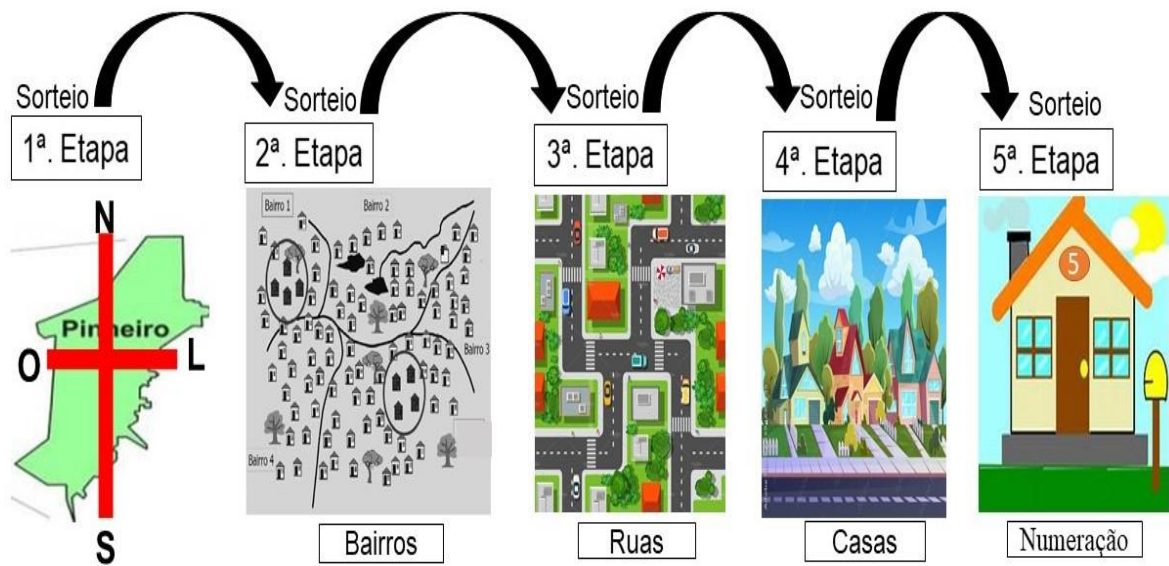 Sorteio
1ª. Etapa
N
Pinheiro
O
L
S
Sorteio
2ª. Etapa
Bairro 1
Bairro 2
Bairro 3
Bairro 4
Bairros
Sorteio
3ª. Etapa
Ruas
Sorteio
4ª. Etapa
Casas
Sorteio
5ª. Etapa
5
Numeração